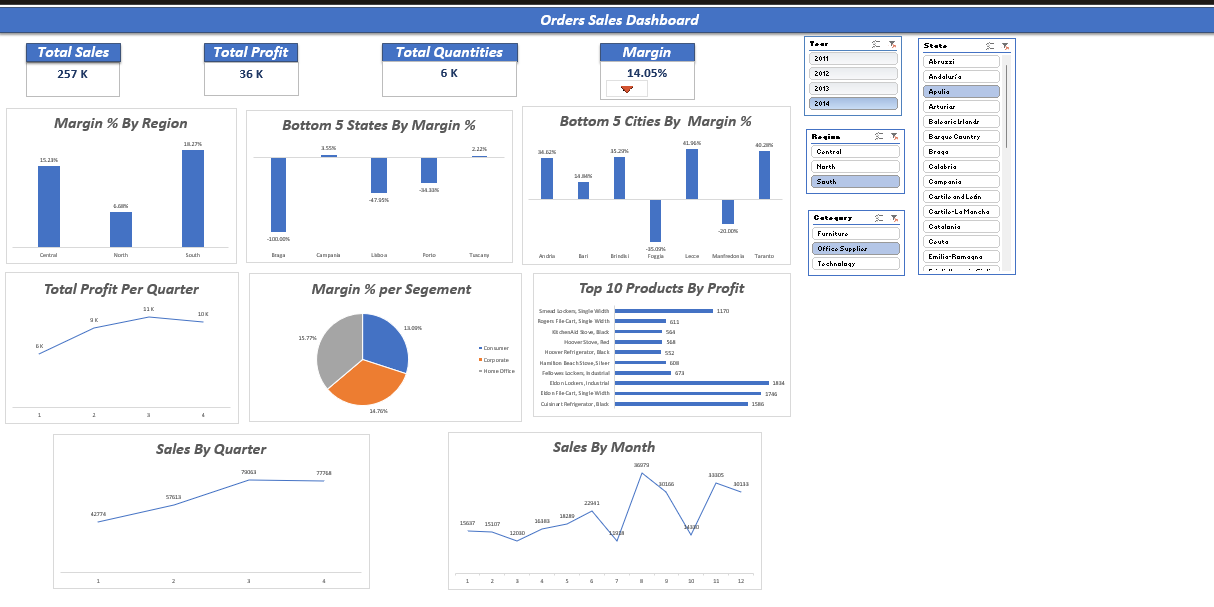 Orders Sales Dashboard
Total Sales
257 K
Total Profit
36 K
Total Quantities
6 K
Margin
14.05%
Year
2011
2012
2013
2014
Region
Central
North
South
Category
Furniture
Office Supplies
Technology
State
Abruzzi
Andalucía
Apulia
Asturias
Balearic Islands
Basque Country
Braga
Calabria
Campania
Castile and León
Castile-La Mancha
Catalonia
Ceuta
Emilia-Romagna
Margin % By Region
15.23%
6.68%
18.27%
Central North South
Bottom 5 States By Margin %
3.55%
2.22%
-47.95%
-34.33%
-100.00%
Braga Campania Lisboa Porto Tuscany
Bottom 5 Cities By Margin %
34.62%
14.84%
35.29%
41.96%
40.28%
-35.09%
-20.00%
Andria Bari Brindisi Foggia Lecce Manfredonia Taranto
Total Profit Per Quarter
6 K
9 K
11 K
10 K
1 2 3 4
Margin % per Segement
13.09%
15.77%
14.76%
Consumer
Corporate
Home Office
Top 10 Products By Profit
Smead Lockers, Single Width 1170
Rogers File Cart, Single Width 611
KitchenAid Stove, Black 564
Hoover Stove, Red 568
Hoover Refrigerator, Black 552
Hamilton Beach Stove, Silver 608
Fellowes Lockers, Industrial 673
Eldon Lockers, Industrial 1834
Eldon File Cart, Single Width 1746
Cuisinart Refrigerator, Black 1586
Sales By Quarter
42774
57613
79063
77768
1 2 3 4
Sales By Month
15637
15107
12030
16383
18280
22941
36979
30166
33305
30133
1 2 3 4 5 6 7 8 9 10 11 12